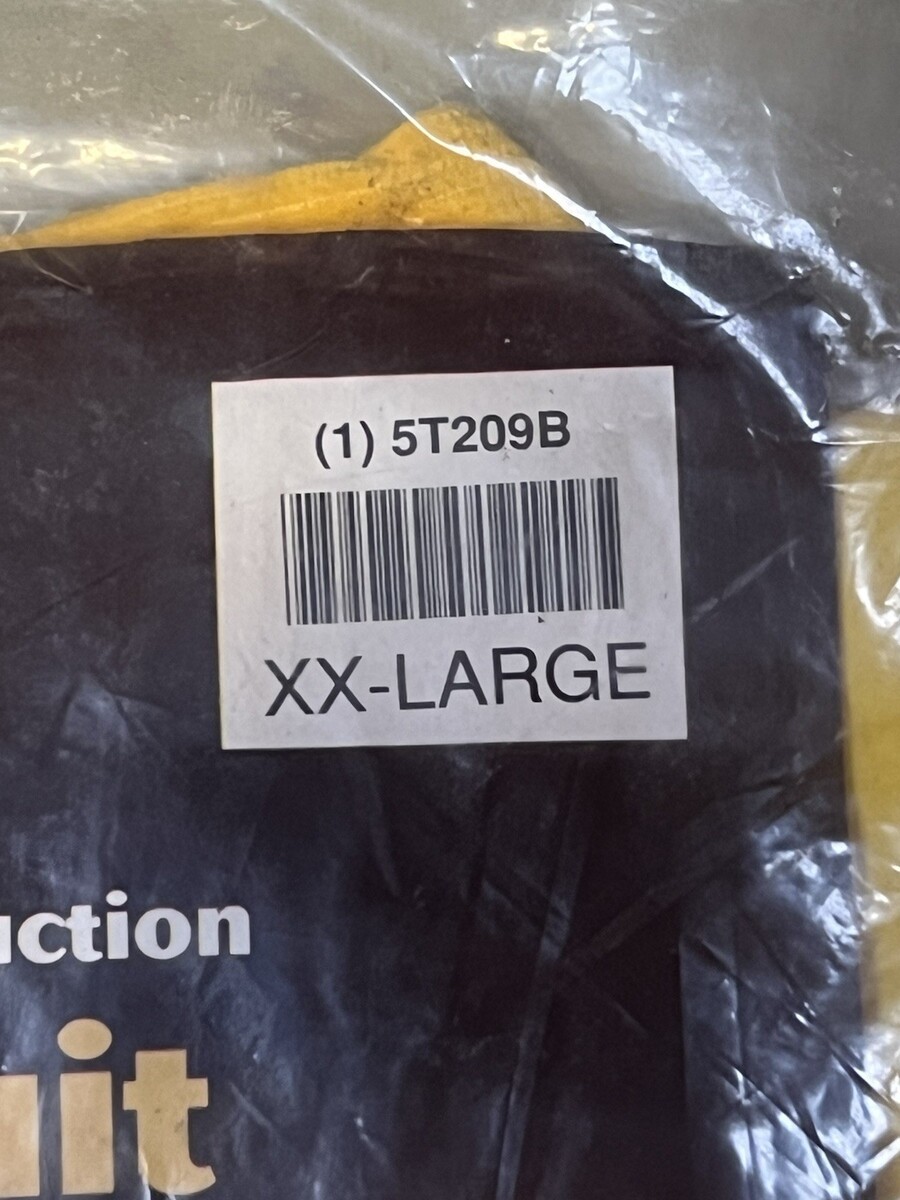 (1) 5T209B
XX-LARGE
uction
uit